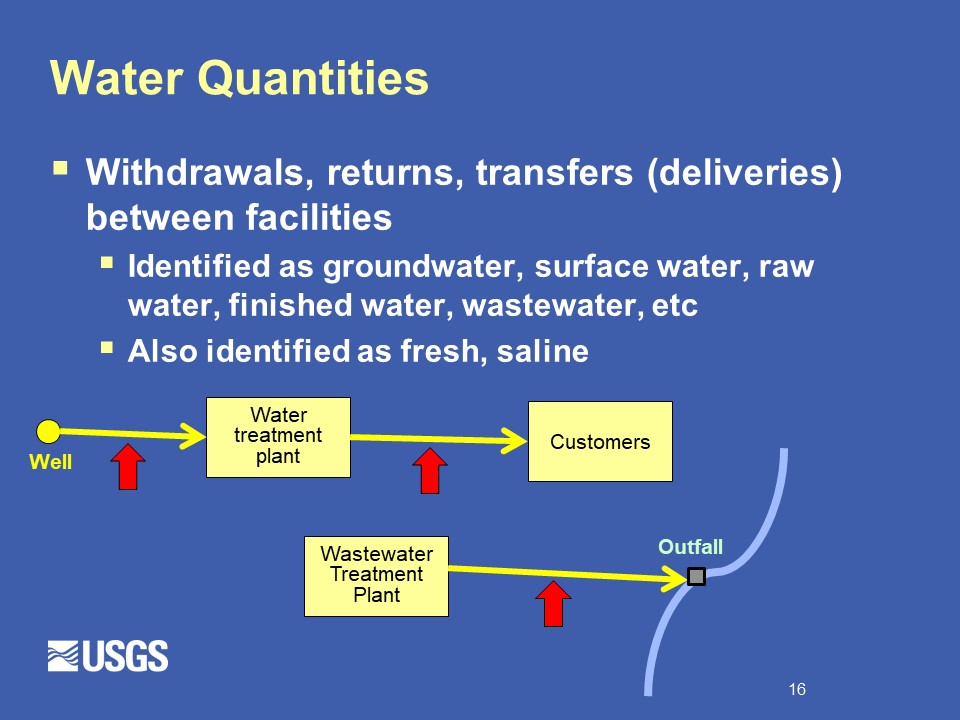 Water Quantities
Withdrawals, returns, transfers (deliveries)
between facilities
Identified as groundwater, surface water, raw
water, finished water, wastewater, etc
Also identified as fresh, saline
Water
treatment
plant
Customers
Well
Outfall
Wastewater
Treatment
Plant
USGS
16